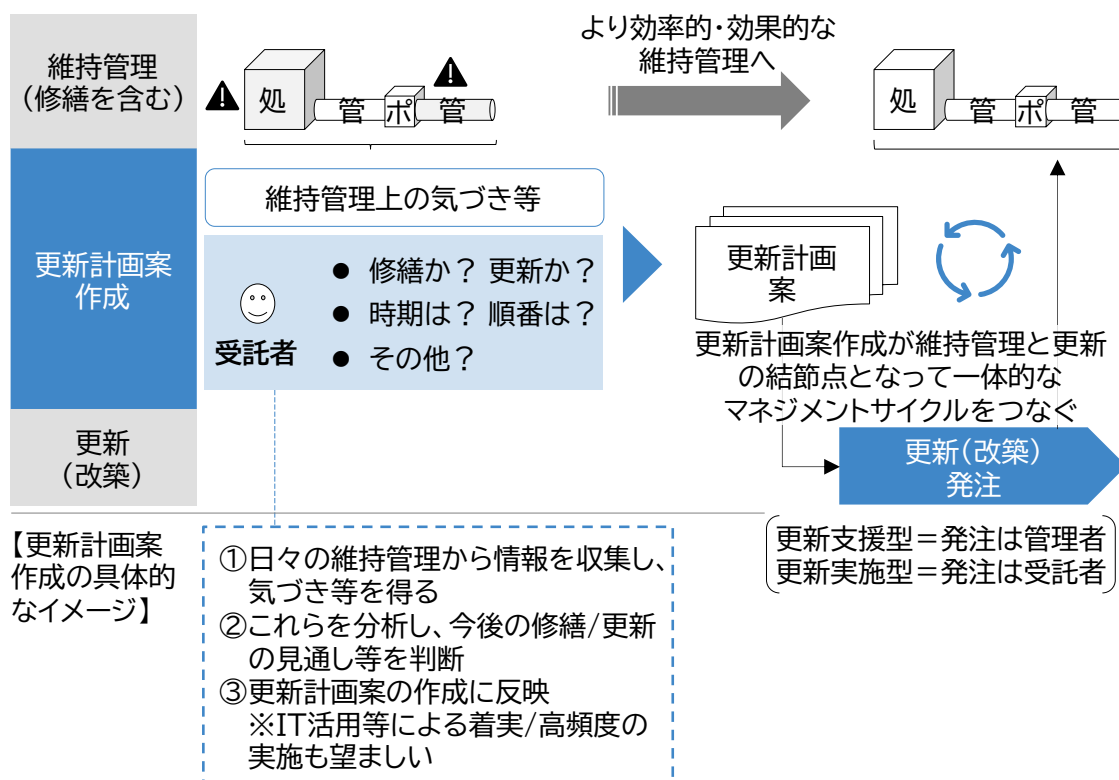 維持管理
(修繕を含む)
処
管
ポ
管
より効率的・効果的な
維持管理へ
処
管
ポ
管
更新計画案
作成
維持管理上の気づき等
受託者
● 修繕か？ 更新か？
● 時期は？ 順番は？
● その他？
更新計画
案
更新計画案作成が維持管理と更新
の結節点となって一体的な
マネジメントサイクルをつなぐ
更新
(改築)
更新(改築)
発注
更新支援型＝発注は管理者
更新実施型＝発注は受託者
【更新計画案
作成の具体的
なイメージ】
①日々の維持管理から情報を収集し、
気づき等を得る
②これらを分析し、今後の修繕/更新
の見通し等を判断
③更新計画案の作成に反映
※IT活用等による着実/高頻度の
実施も望ましい